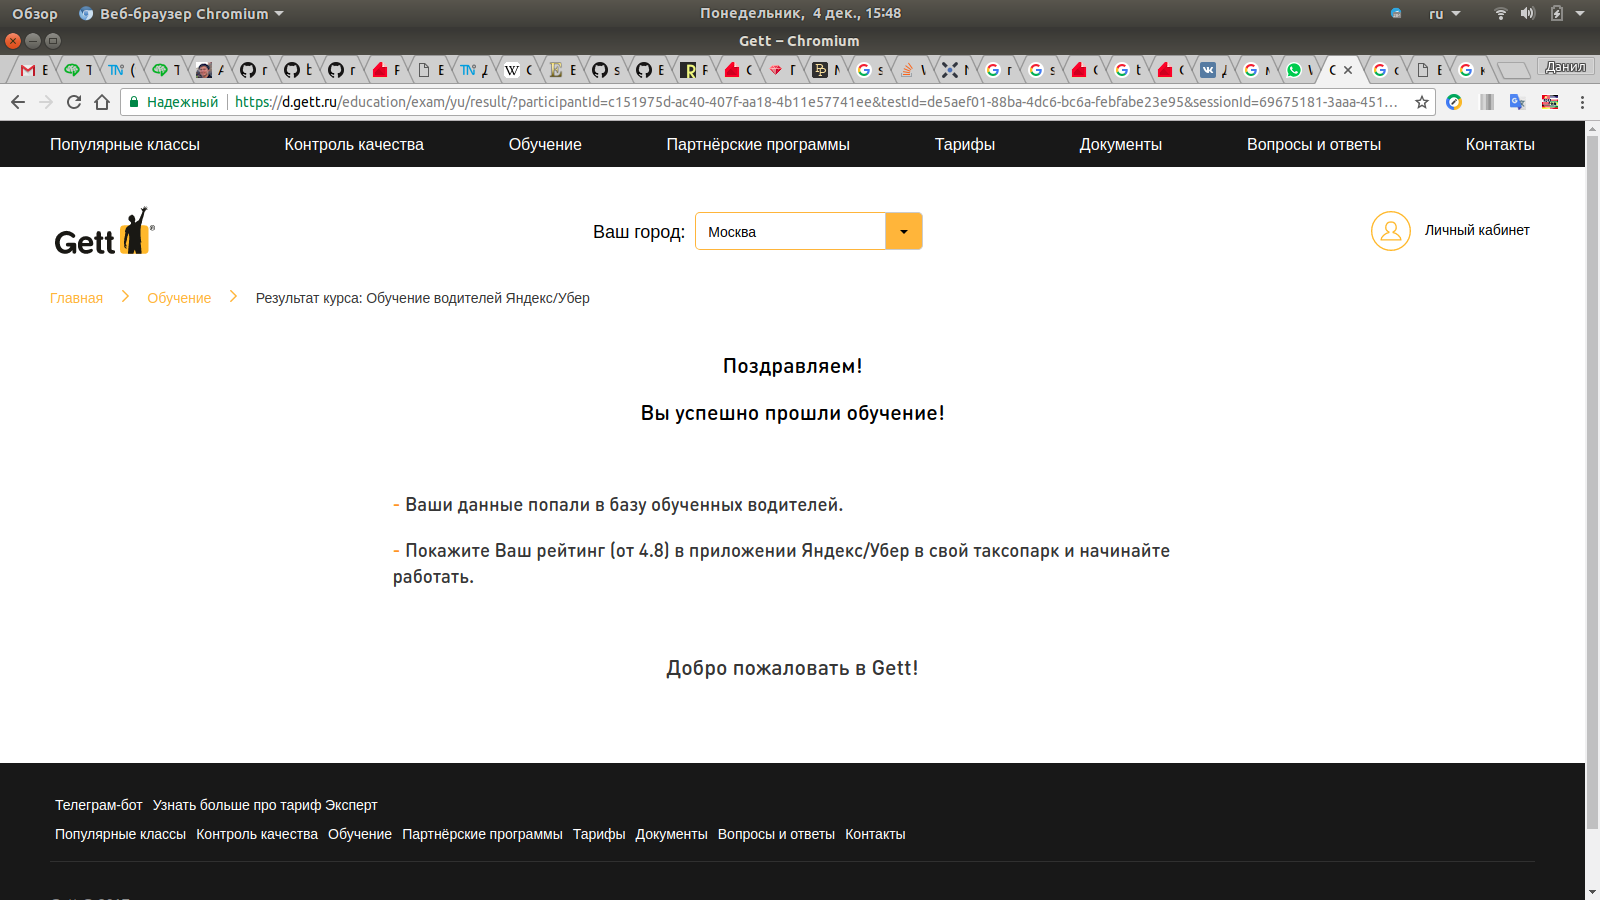 Обзор Веб-браузер Chromium Понедельник, 4 дек., 15:48 ru
Gett – Chromium
Данил
Надежный https://d.gett.ru/education/exam/yu/result/?participantId=c151975d-ac40-407f-aa18-4b11e57741ee&testId=de5aef01-88ba-4dc6-bc6a-febfabe23e95&sessionId=69675181-3aaa-451...
Популярные классы Контроль качества Обучение Партнёрские программы Тарифы Документы Вопросы и ответы Контакты
Gett Ваш город: Москва Личный кабинет
Главная Обучение Результат курса: Обучение водителей Яндекс/Убер
Поздравляем!
Вы успешно прошли обучение!
- Ваши данные попали в базу обученных водителей.
- Покажите Ваш рейтинг (от 4.8) в приложении Яндекс/Убер в свой таксопарк и начинайте
работать.
Добро пожаловать в Gett!
Телеграм-бот Узнать больше про тариф Эксперт
Популярные классы Контроль качества Обучение Партнёрские программы Тарифы Документы Вопросы и ответы Контакты